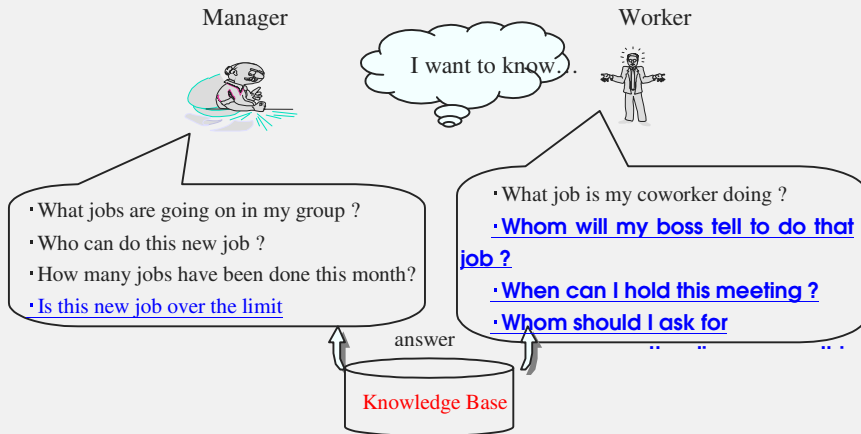 Manager
Worker
I want to know…
·What jobs are going on in my group ?
·Who can do this new job ?
·How many jobs have been done this month?
·Is this new job over the limit
·What job is my coworker doing ?
·Whom will my boss tell to do that
job ?
·When can I hold this meeting ?
·Whom should I ask for
answer
Knowledge Base